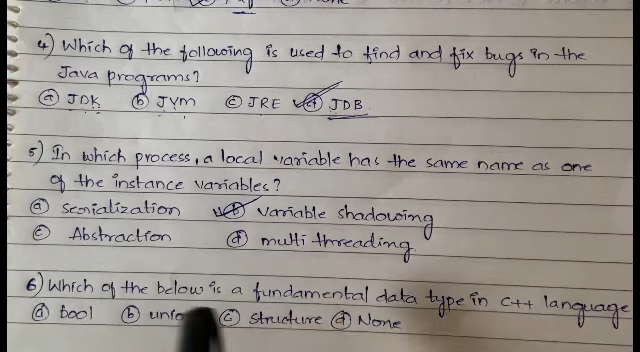 4) Which of the following is used to find and fix bugs in the
Java programs?
ⓐ JDK ⓑ JVM ⓒ JRE ⓓ JDB
5) In which process, a local variable has the same name as one
of the instance variables?
ⓐ serialization ⓑ variable shadowing
ⓒ Abstraction ⓓ multi threading
6) Which of the below is a fundamental data type in C++ language
ⓐ bool ⓑ ⓒ structure ⓓ None